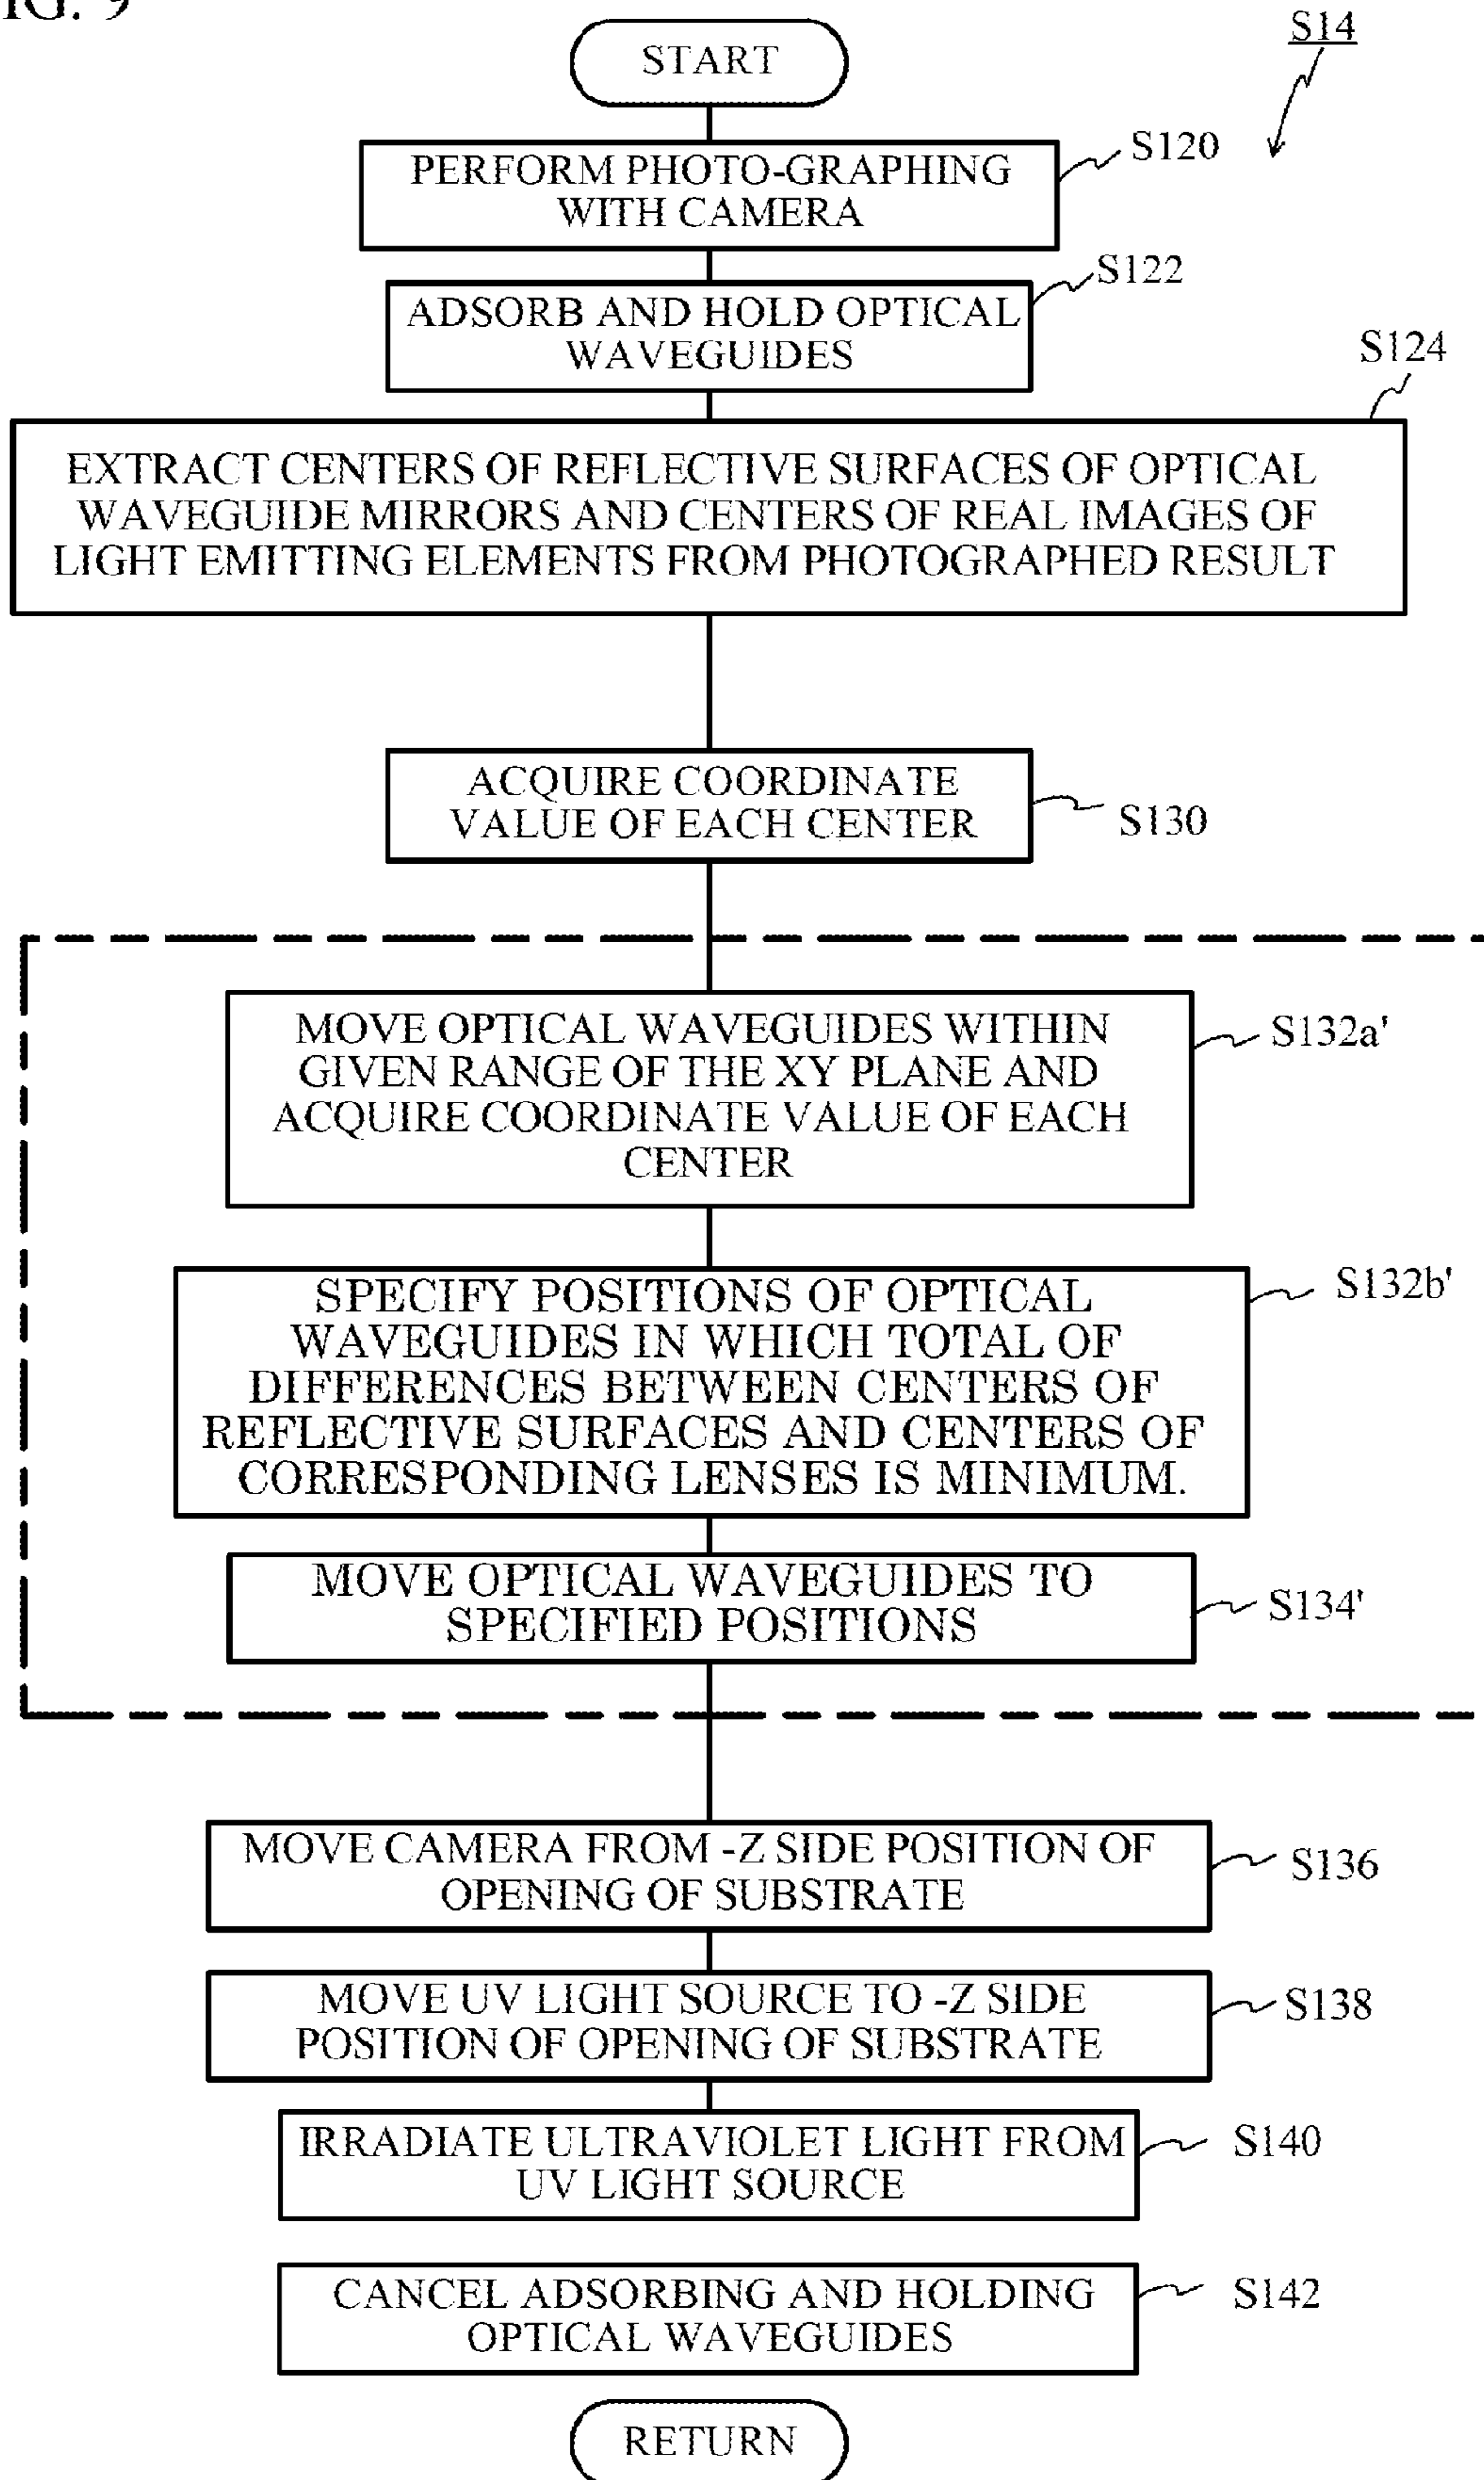 FIG. 9
S14
START
PERFORM PHOTO-GRAPHING
WITH CAMERA
S120
ADSORB AND HOLD OPTICAL
WAVEGUIDES
S122
S124
EXTRACT CENTERS OF REFLECTIVE SURFACES OF OPTICAL
WAVEGUIDE MIRRORS AND CENTERS OF REAL IMAGES OF
LIGHT EMITTING ELEMENTS FROM PHOTOGRAPHED RESULT
ACQUIRE COORDINATE
VALUE OF EACH CENTER
S130
MOVE OPTICAL WAVEGUIDES WITHIN
GIVEN RANGE OF THE XY PLANE AND
ACQUIRE COORDINATE VALUE OF EACH
CENTER
S132a'
SPECIFY POSITIONS OF OPTICAL
WAVEGUIDES IN WHICH TOTAL OF
DIFFERENCES BETWEEN CENTERS OF
REFLECTIVE SURFACES AND CENTERS OF
CORRESPONDING LENSES IS MINIMUM.
S132b'
MOVE OPTICAL WAVEGUIDES TO
SPECIFIED POSITIONS
S134'
MOVE CAMERA FROM -Z SIDE POSITION OF
OPENING OF SUBSTRATE
S136
MOVE UV LIGHT SOURCE TO -Z SIDE
POSITION OF OPENING OF SUBSTRATE
S138
IRRADIATE ULTRAVIOLET LIGHT FROM
UV LIGHT SOURCE
S140
CANCEL ADSORBING AND HOLDING
OPTICAL WAVEGUIDES
S142
RETURN